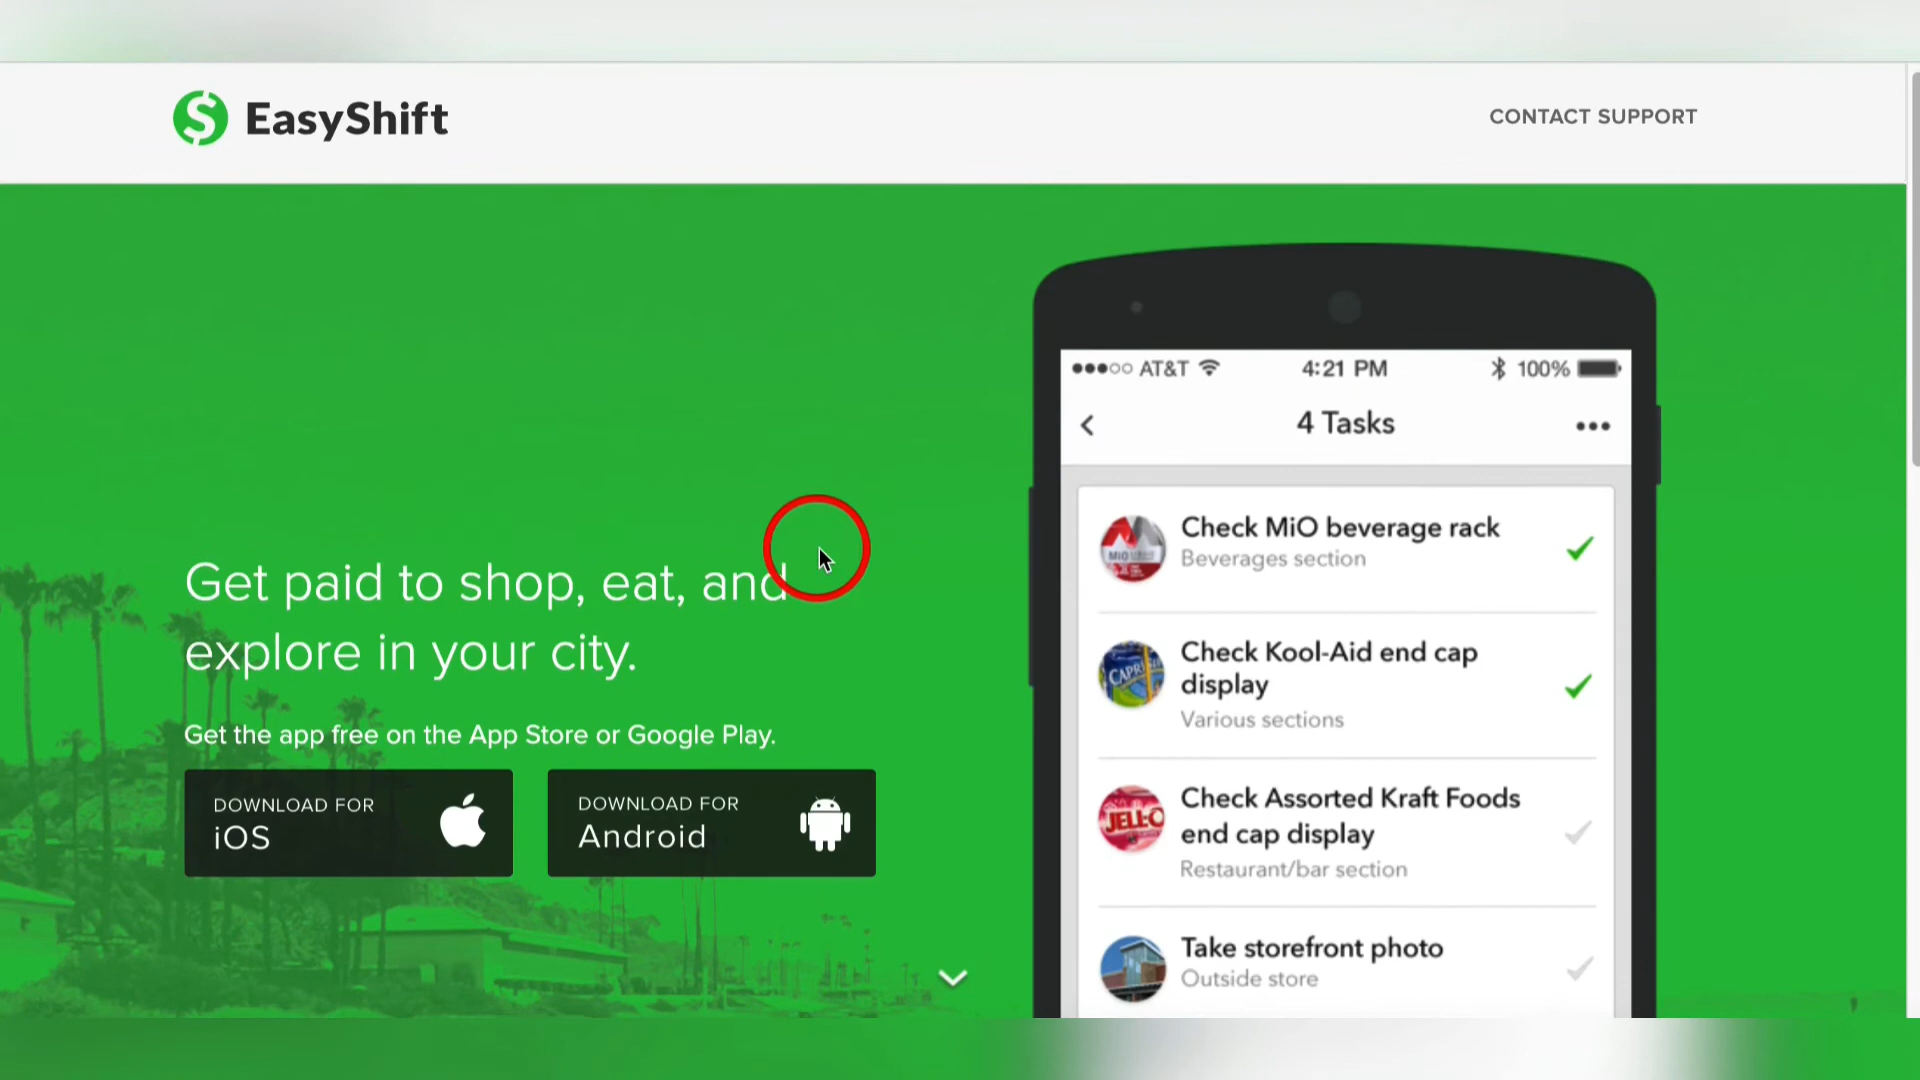 EasyShift
CONTACT SUPPORT
Get paid to shop, eat, and
explore in your city.
Get the app free on the App Store or Google Play.
DOWNLOAD FOR
iOS
DOWNLOAD FOR
Android
AT&T 4:21 PM 100%
4 Tasks
MiO
Check MiO beverage rack
Beverages section
CAPRI
Check Kool-Aid end cap
display
Various sections
JELL-O
Check Assorted Kraft Foods
end cap display
Restaurant/bar section
Take storefront photo
Outside store